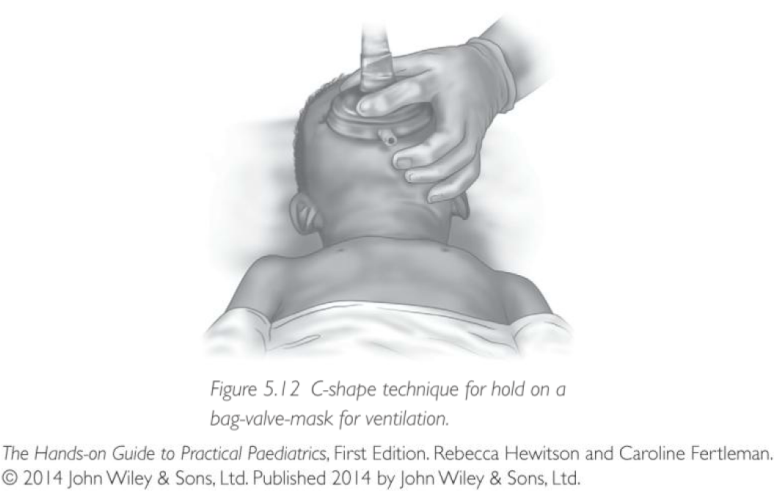 Figure 5.12 C-shape technique for hold on a
bag-valve-mask for ventilation.
The Hands-on Guide to Practical Paediatrics, First Edition. Rebecca Hewitson and Caroline Fertleman.
© 2014 John Wiley & Sons, Ltd. Published 2014 by John Wiley & Sons, Ltd.